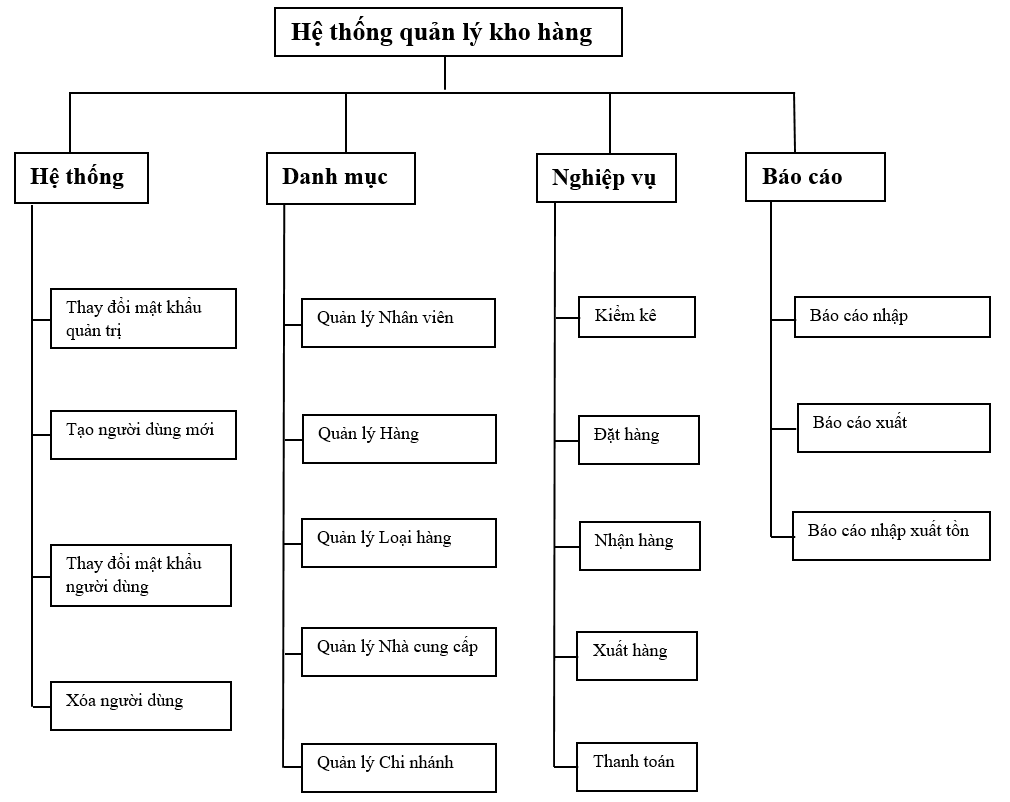 Hệ thống quản lý kho hàng
Hệ thống
Danh mục
Nghiệp vụ
Báo cáo
Thay đổi mật khẩu
quản trị
Tạo người dùng mới
Thay đổi mật khẩu
người dùng
Xóa người dùng
Quản lý Nhân viên
Quản lý Hàng
Quản lý Loại hàng
Quản lý Nhà cung cấp
Quản lý Chi nhánh
Kiểm kê
Đặt hàng
Nhận hàng
Xuất hàng
Thanh toán
Báo cáo nhập
Báo cáo xuất
Báo cáo nhập xuất tồn